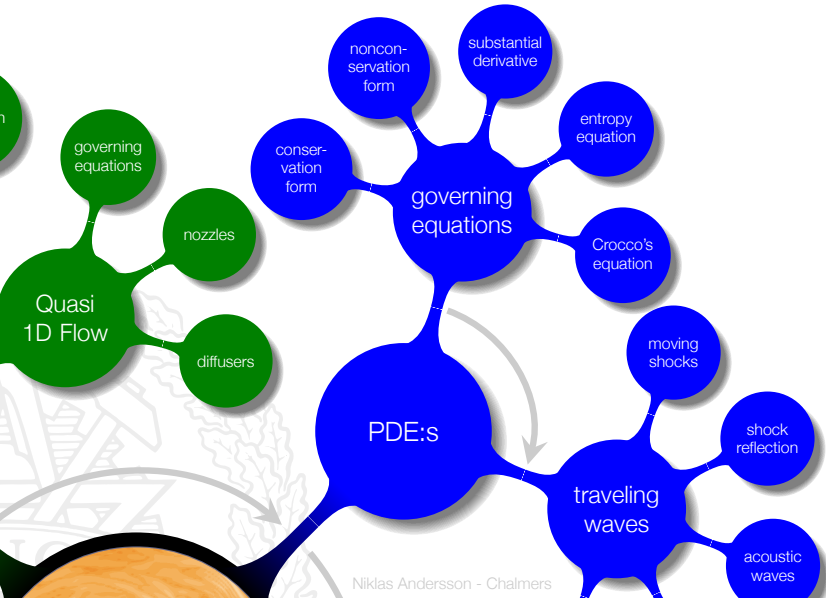 noncon-
servation
form
substantial
derivative
entropy
equation
conser-
vation
form
governing
equations
Crocco's
equation
governing
equations
nozzles
Quasi
1D Flow
diffusers
PDE:s
moving
shocks
shock
reflection
traveling
waves
acoustic
waves
Niklas Andersson - Chalmers